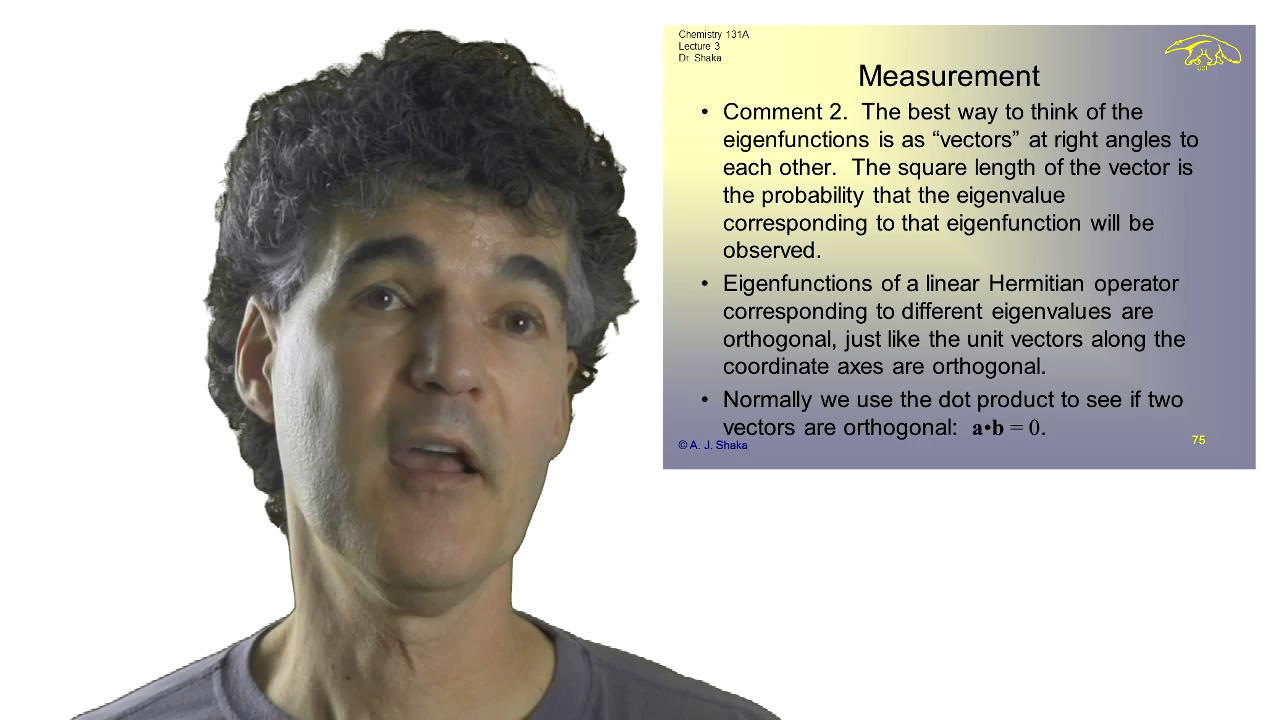 Chemistry 131A
Lecture 3
Dr. Shaka
Measurement
• Comment 2.  The best way to think of the
eigenfunctions is as “vectors” at right angles to
each other.  The square length of the vector is
the probability that the eigenvalue
corresponding to that eigenfunction will be
observed.
• Eigenfunctions of a linear Hermitian operator
corresponding to different eigenvalues are
orthogonal, just like the unit vectors along the
coordinate axes are orthogonal.
• Normally we use the dot product to see if two
vectors are orthogonal:  a•b = 0.
© A. J. Shaka
75
UCI